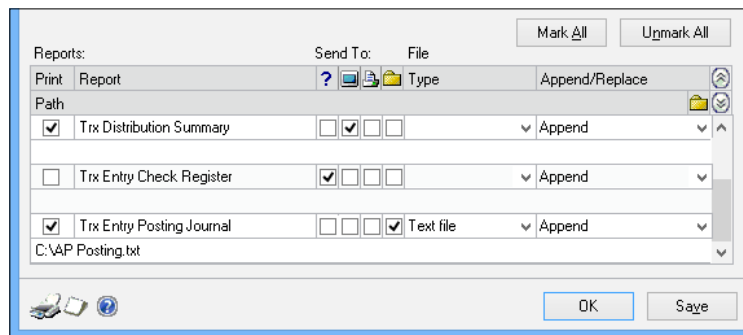 Mark All Unmark All
Reports: Send To: File
Print Report ? Type Append/Replace
Path
Trx Distribution Summary Append
Trx Entry Check Register Append
Trx Entry Posting Journal Text file Append
C:\AP Posting.txt
? OK Save